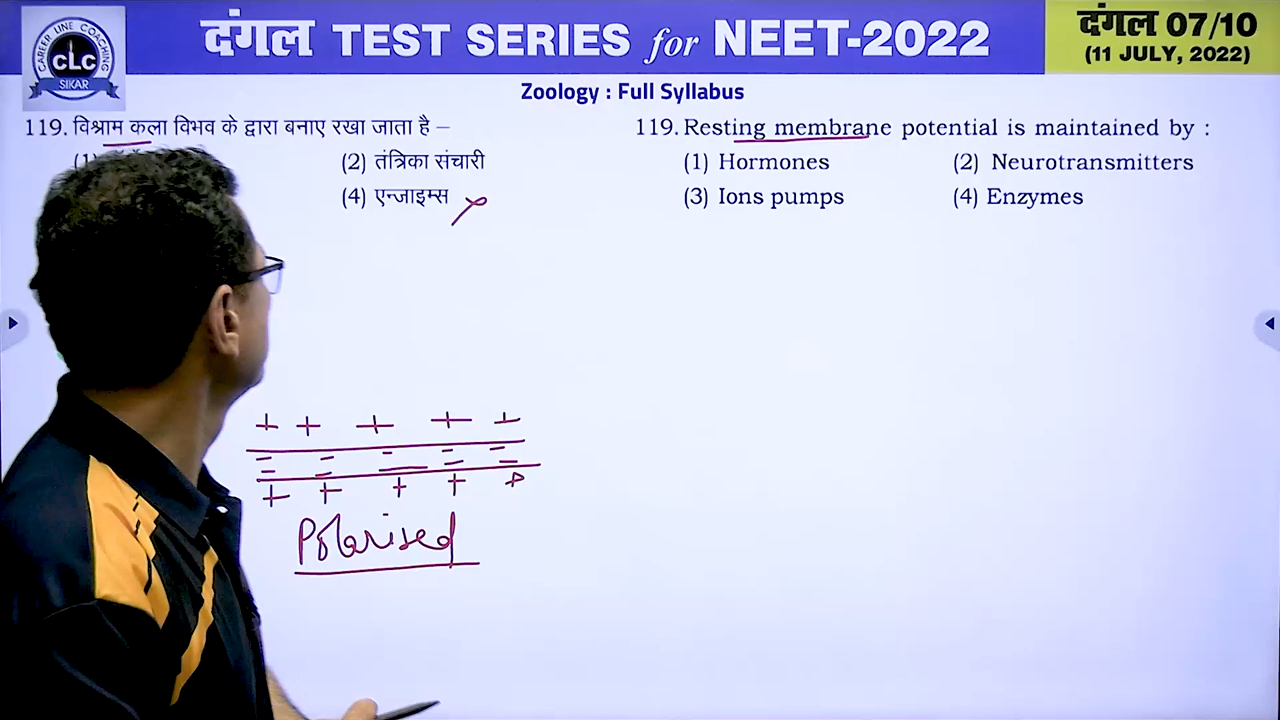 CAREER LINE COACHING
CLC
SIKAR
दंगल TEST SERIES for NEET-2022
दंगल 07/10
(11 JULY, 2022)
Zoology : Full Syllabus
119. विश्राम कला विभव के द्वारा बनाए रखा जाता है –
(1)
(2) तंत्रिका संचारी
(4) एन्जाइम्स
119. Resting membrane potential is maintained by :
(1) Hormones (2) Neurotransmitters
(3) Ions pumps (4) Enzymes
+ + + + +
– – – – –
– – – – –
+ + + + +
Polarised